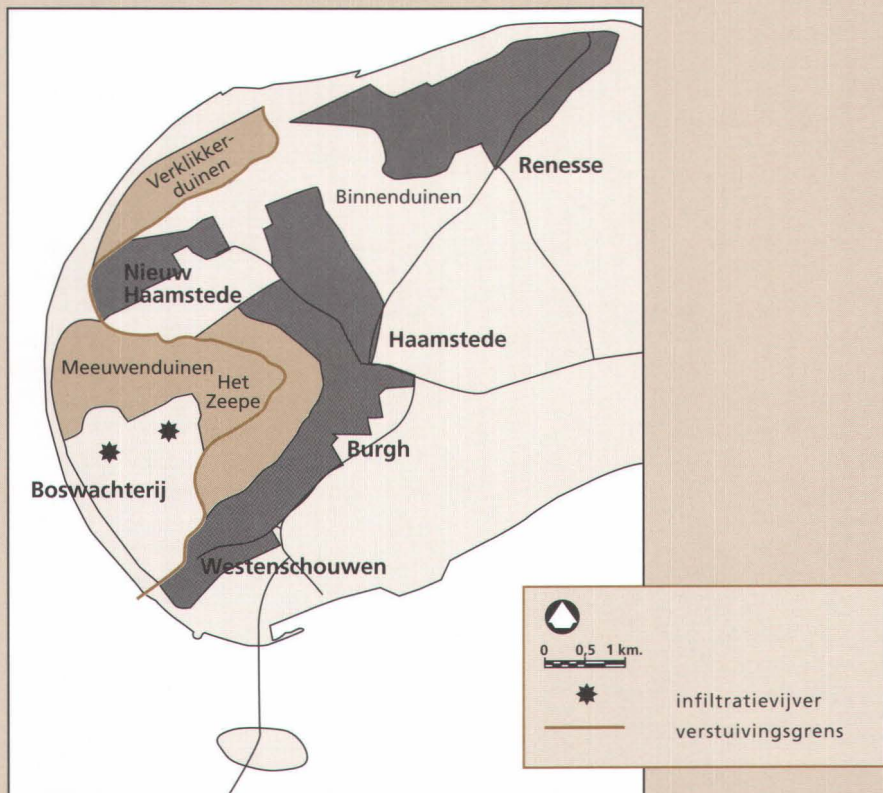 Verklikker-
duinen
Renesse
Binnenduinen
Nieuw
Haamstede
Haamstede
Meeuwenduinen
Het
Zeepe
Burgh
Boswachterij
Westenschouwen
0 0,5 1 km.
infiltratievijver
verstuivingsgrens